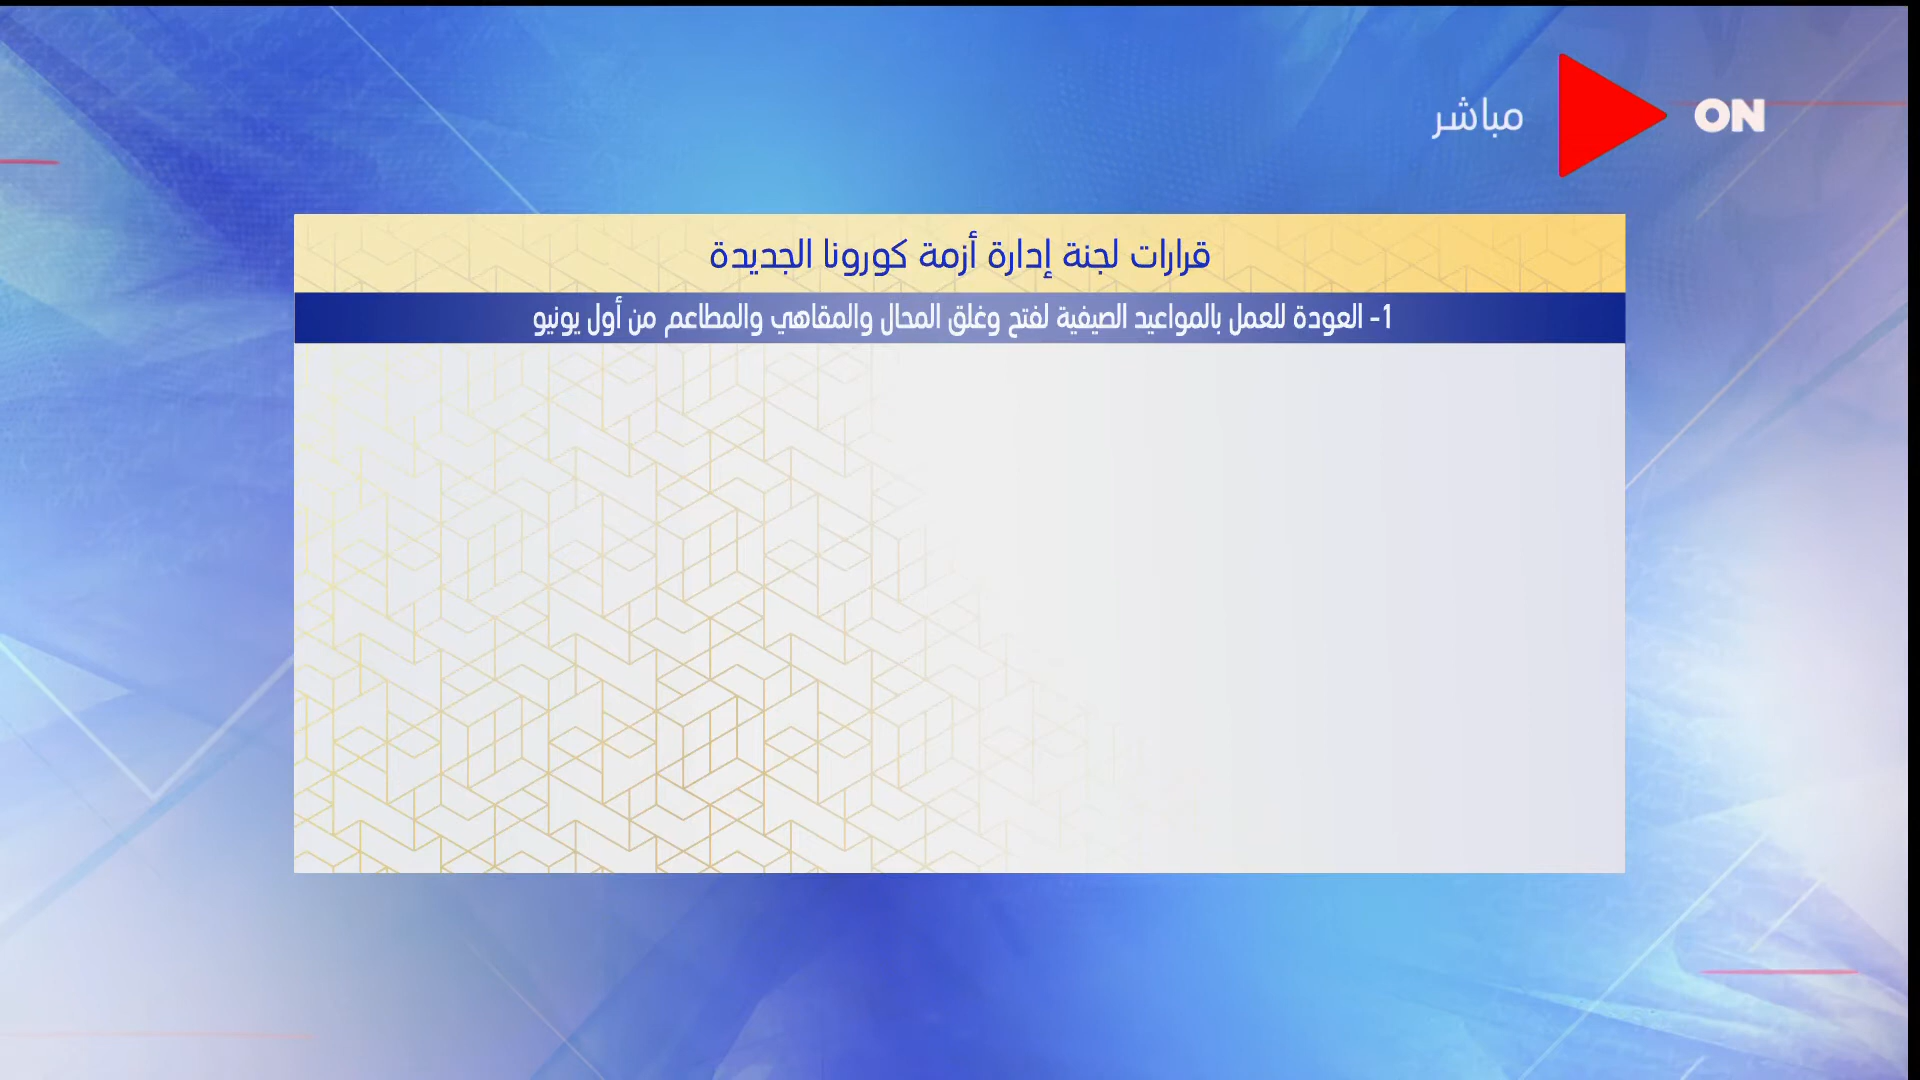 ON
مباشر
قرارات لجنة إدارة أزمة كورونا الجديدة
1- العودة للعمل بالمواعيد الصيفية لفتح وغلق المحال والمقاهي والمطاعم من أول يونيو